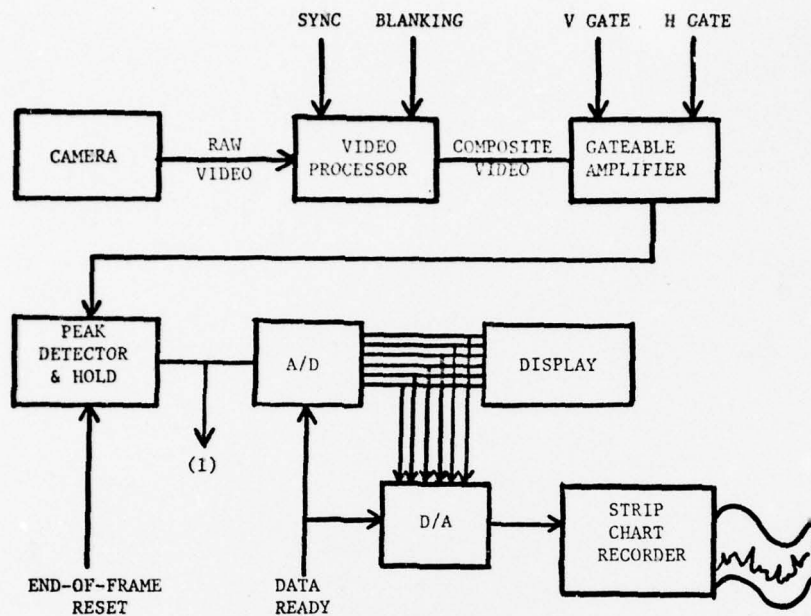 SYNC
BLANKING
V GATE
H GATE
CAMERA
RAW
VIDEO
VIDEO
PROCESSOR
COMPOSITE
VIDEO
GATEABLE
AMPLIFIER
PEAK
DETECTOR
& HOLD
A/D
DISPLAY
(1)
D/A
STRIP
CHART
RECORDER
END-OF-FRAME
RESET
DATA
READY